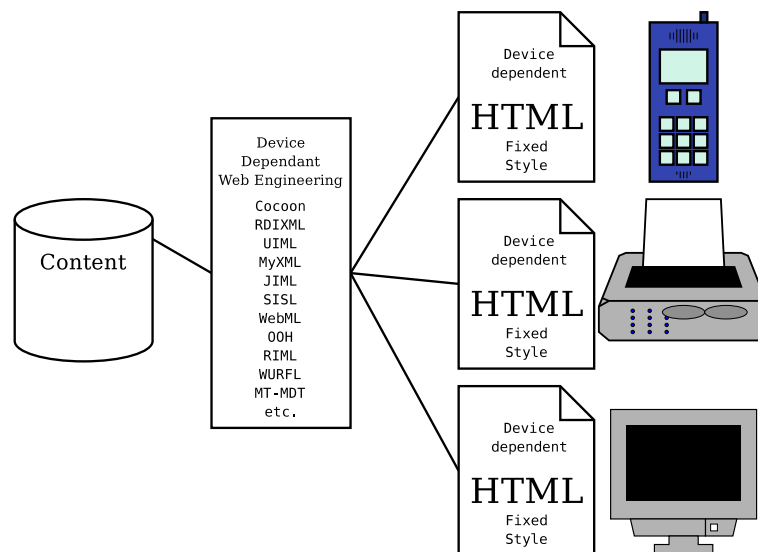 Content
Device
Dependant
Web Engineering
Cocoon
RDIXML
UIML
MyXML
JIML
SISL
WebML
OOH
RIML
WURFL
MT-MDT
etc.
Device
dependent
HTML
Fixed
Style
Device
dependent
HTML
Fixed
Style
Device
dependent
HTML
Fixed
Style